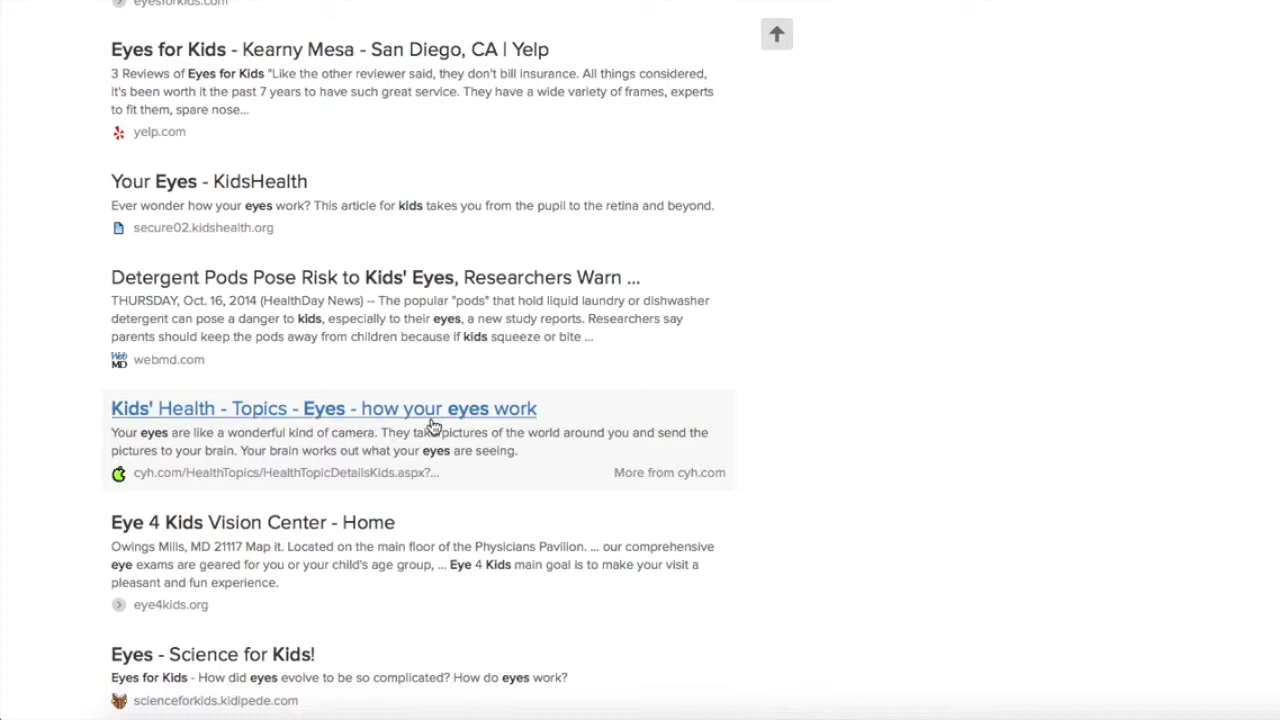 eyesforkids.com
Eyes for Kids - Kearny Mesa - San Diego, CA | Yelp
3 Reviews of Eyes for Kids "Like the other reviewer said, they don't bill insurance. All things considered,
it's been worth it the past 7 years to have such great service. They have a wide variety of frames, experts
to fit them, spare nose...
yelp.com
Your Eyes - KidsHealth
Ever wonder how your eyes work? This article for kids takes you from the pupil to the retina and beyond.
secure02.kidshealth.org
Detergent Pods Pose Risk to Kids' Eyes, Researchers Warn ...
THURSDAY, Oct. 16, 2014 (HealthDay News) -- The popular "pods" that hold liquid laundry or dishwasher
detergent can pose a danger to kids, especially to their eyes, a new study reports. Researchers say
parents should keep the pods away from children because if kids squeeze or bite ...
Web
MD webmd.com
Kids' Health - Topics - Eyes - how your eyes work
Your eyes are like a wonderful kind of camera. They take pictures of the world around you and send the
pictures to your brain. Your brain works out what your eyes are seeing.
cyh.com/HealthTopics/HealthTopicDetailsKids.aspx?... More from cyh.com
Eye 4 Kids Vision Center - Home
Owings Mills, MD 21117 Map it. Located on the main floor of the Physicians Pavilion. ... our comprehensive
eye exams are geared for you or your child's age group, ... Eye 4 Kids main goal is to make your visit a
pleasant and fun experience.
eye4kids.org
Eyes - Science for Kids!
Eyes for Kids - How did eyes evolve to be so complicated? How do eyes work?
scienceforkids.kidipede.com